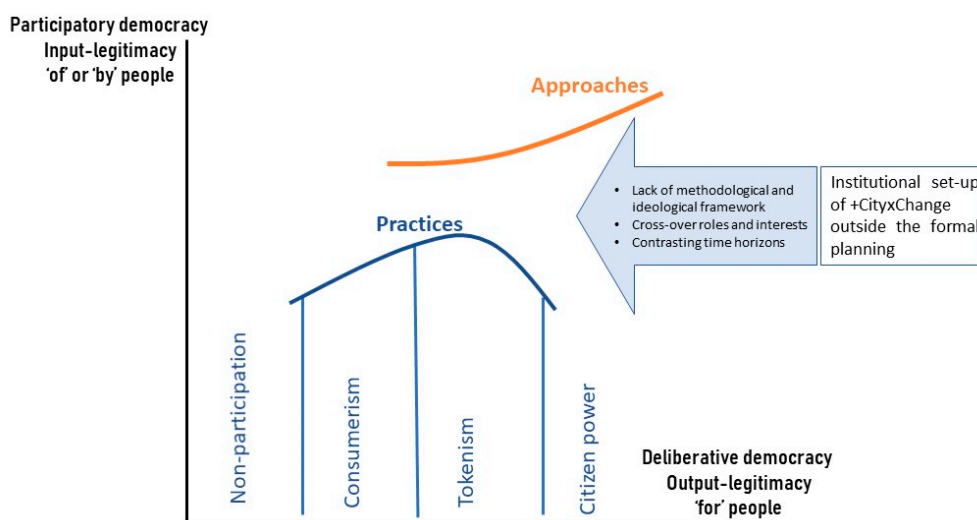 Participatory democracy
Input-legitimacy
‘of’ or ‘by’ people
Approaches
Practices
• Lack of methodological and
ideological framework
• Cross-over roles and interests
• Contrasting time horizons
Institutional set-up
of +CityxChange
outside the formal
planning
Non-participation
Consumerism
Tokenism
Citizen power
Deliberative democracy
Output-legitimacy
‘for’ people